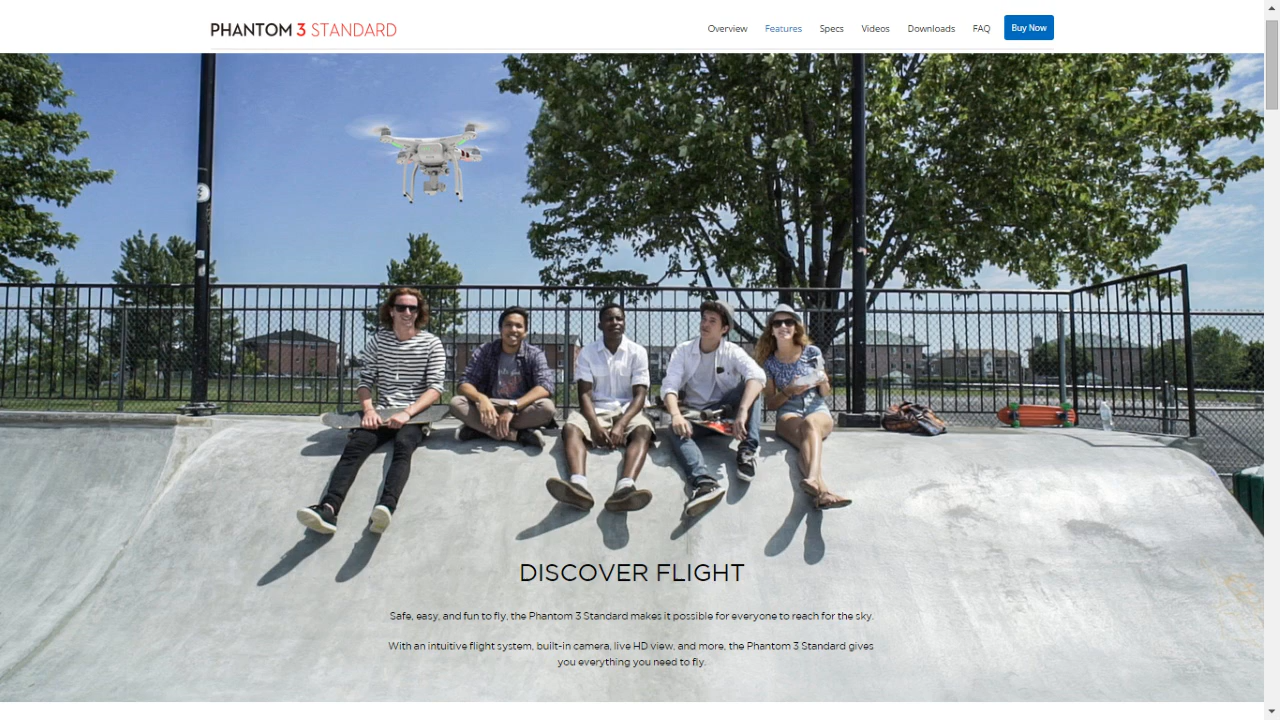 PHANTOM 3 STANDARD
Overview Features Specs Videos Downloads FAQ Buy Now
DISCOVER FLIGHT
Safe, easy, and fun to fly, the Phantom 3 Standard makes it possible for everyone to reach for the sky.
With an intuitive flight system, built-in camera, live HD view, and more, the Phantom 3 Standard gives
you everything you need to fly.